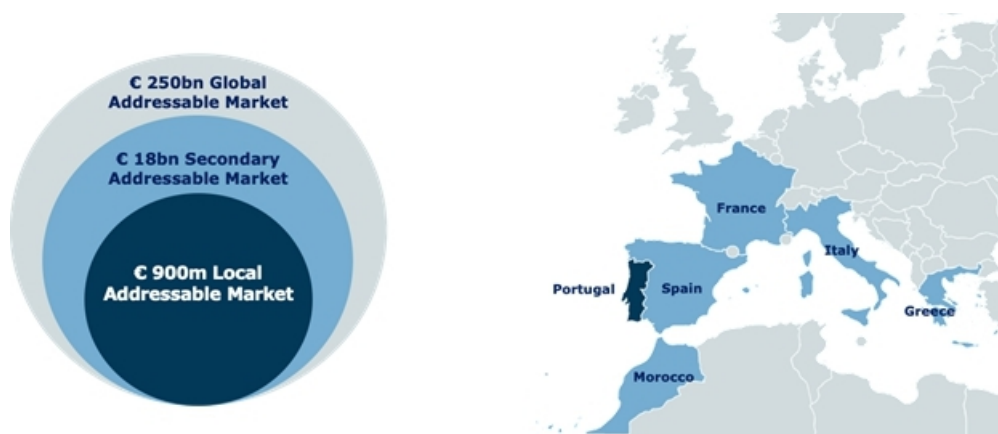 € 250bn Global
Addressable Market
€ 18bn Secondary
Addressable Market
€ 900m Local
Addressable Market
France
Italy
Portugal
Spain
Greece
Morocco